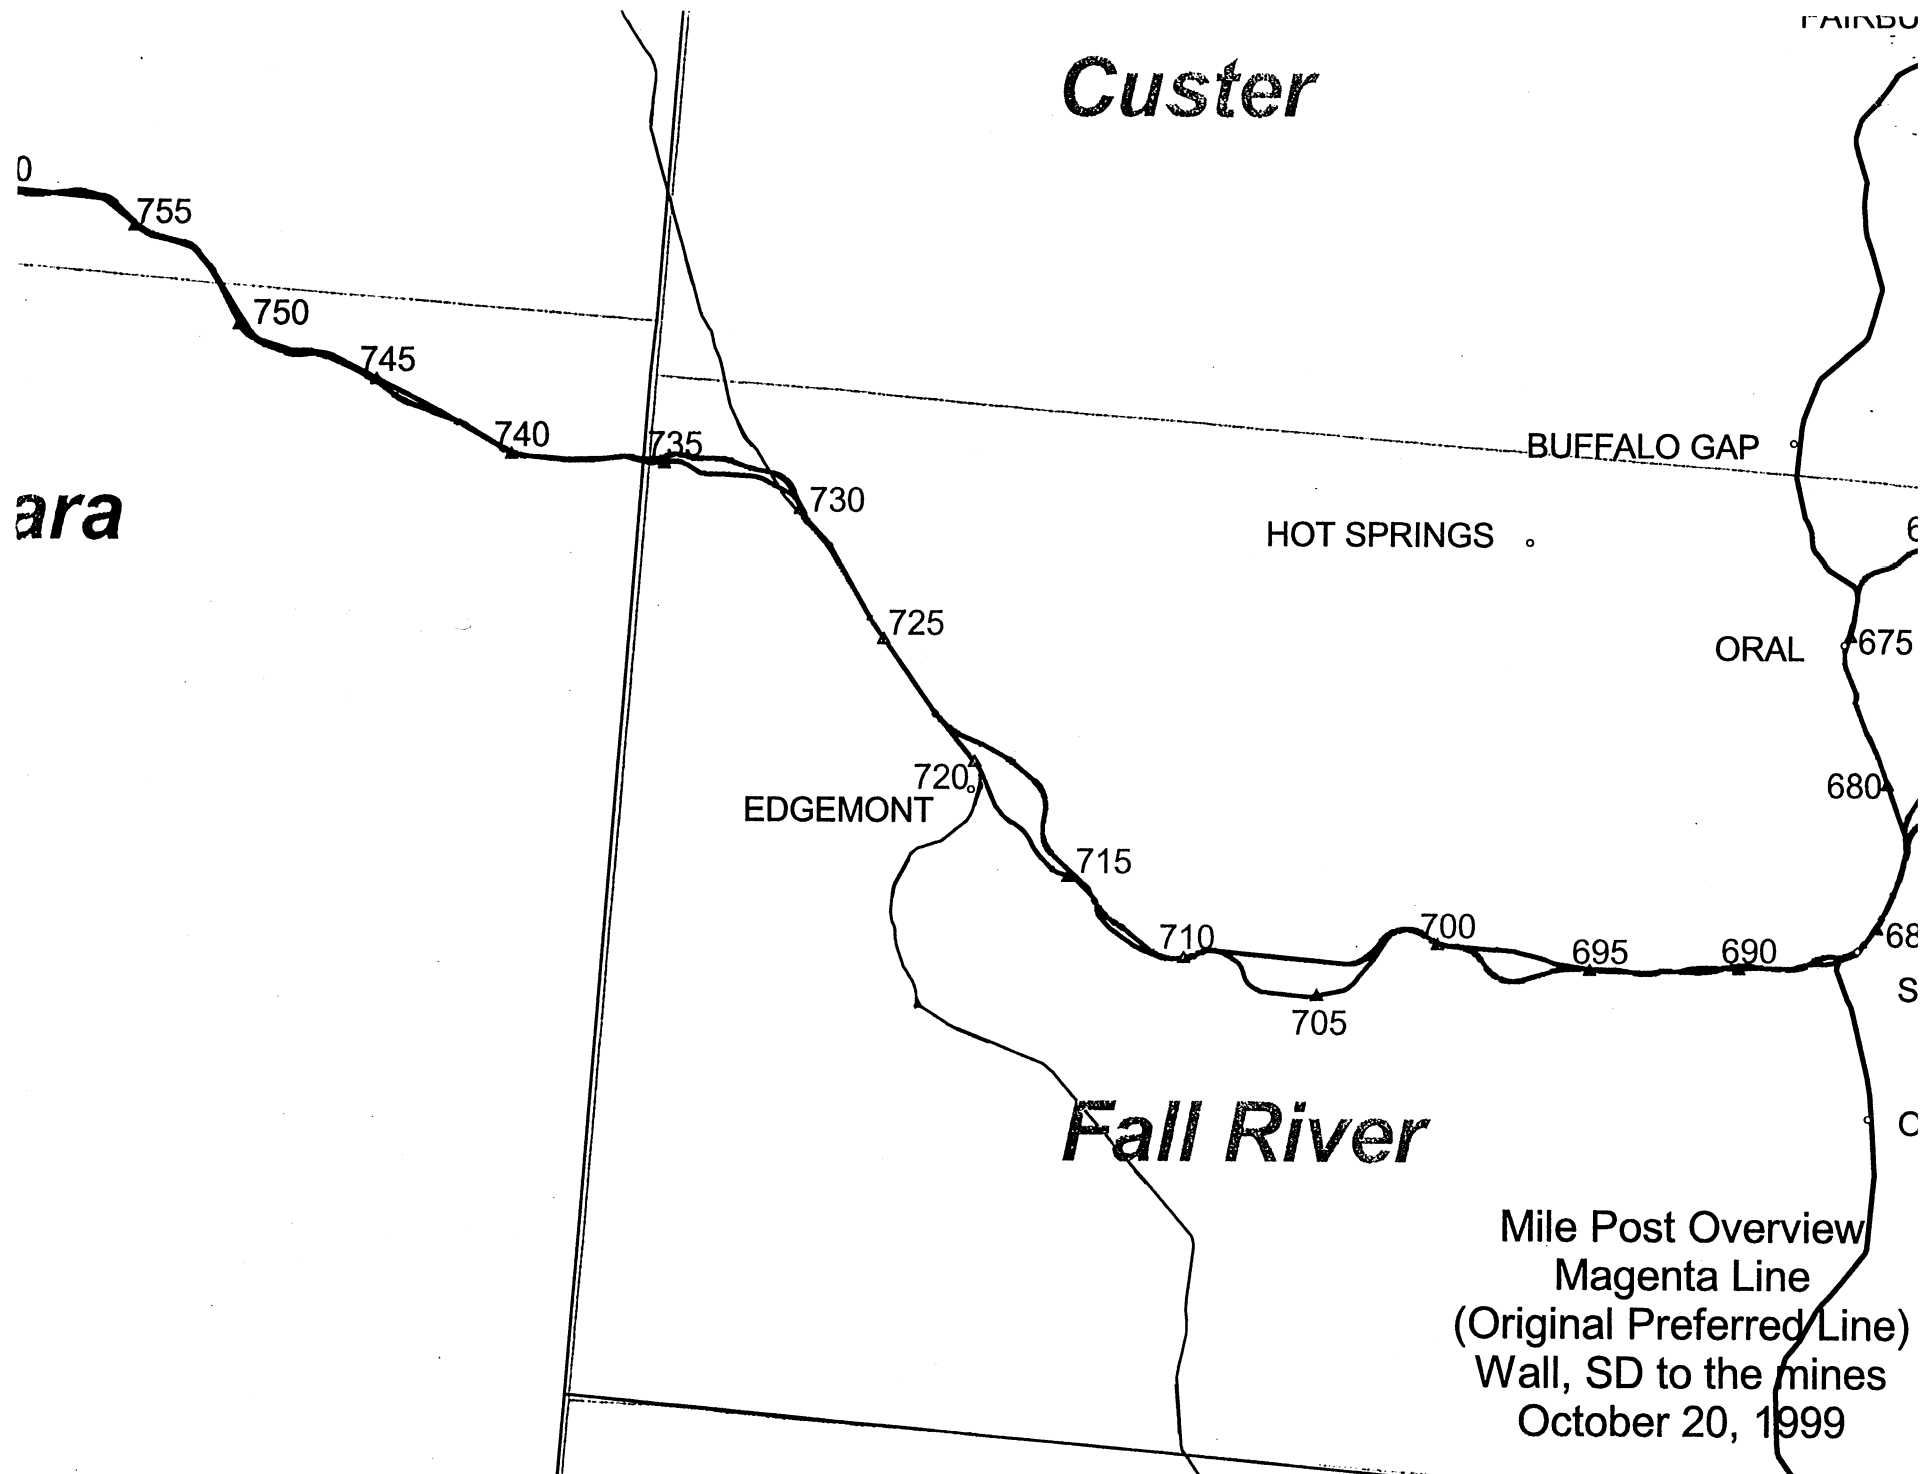 Custer
755
750
745
740
735
BUFFALO GAP
730
HOT SPRINGS
725
ORAL
675
720
680
EDGEMONT
715
710
700
695
690
705
Fall River
Mile Post Overview
Magenta Line
(Original Preferred Line)
Wall, SD to the mines
October 20, 1999